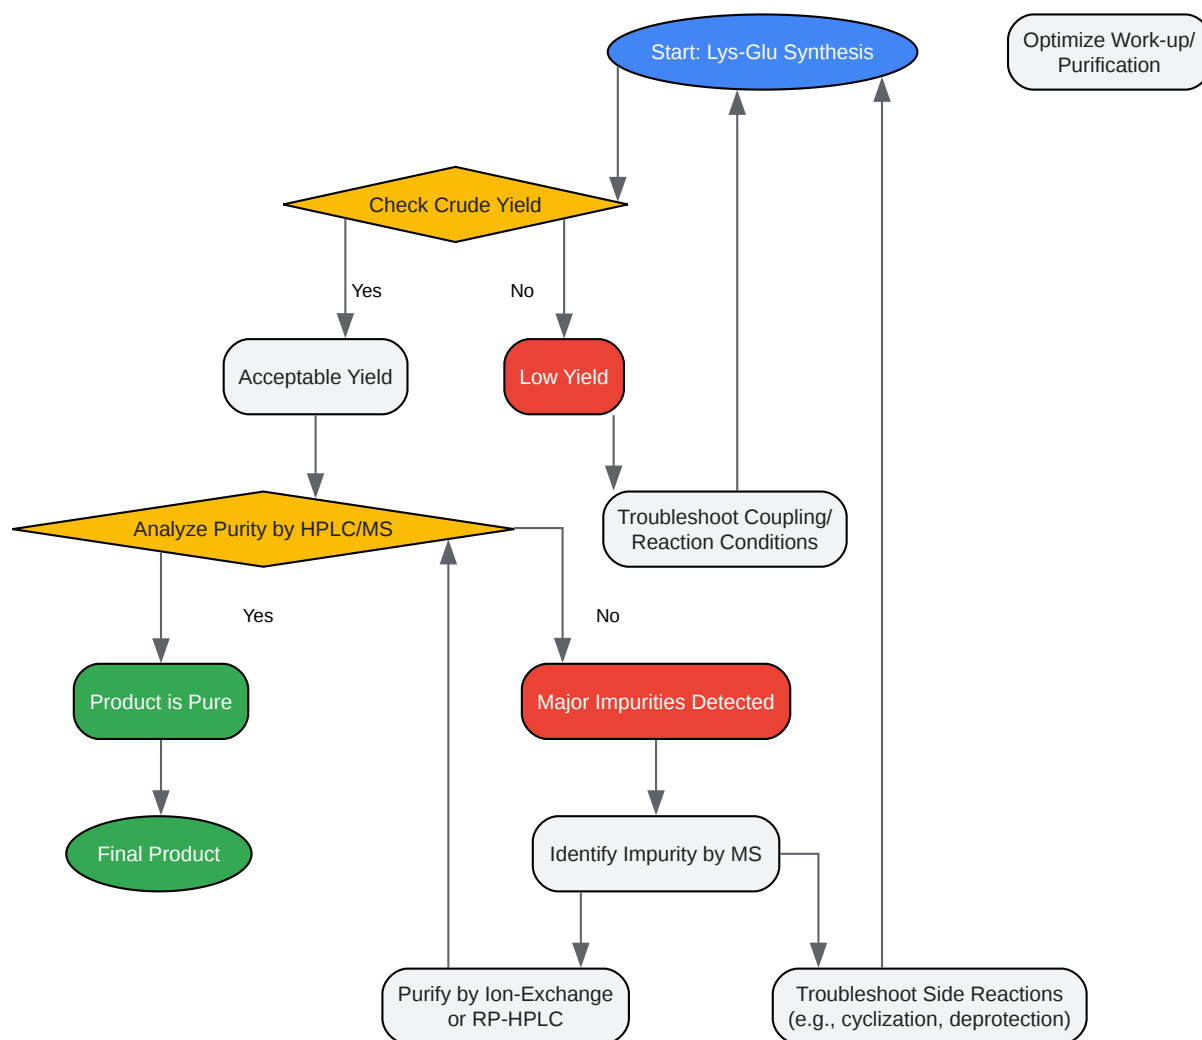 Start: Lys-Glu Synthesis
Optimize Work-up/
Purification
Check Crude Yield
Yes
No
Acceptable Yield
Low Yield
Analyze Purity by HPLC/MS
Troubleshoot Coupling/
Reaction Conditions
Yes
No
Product is Pure
Major Impurities Detected
Final Product
Identify Impurity by MS
Purify by Ion-Exchange
or RP-HPLC
Troubleshoot Side Reactions
(e.g., cyclization, deprotection)